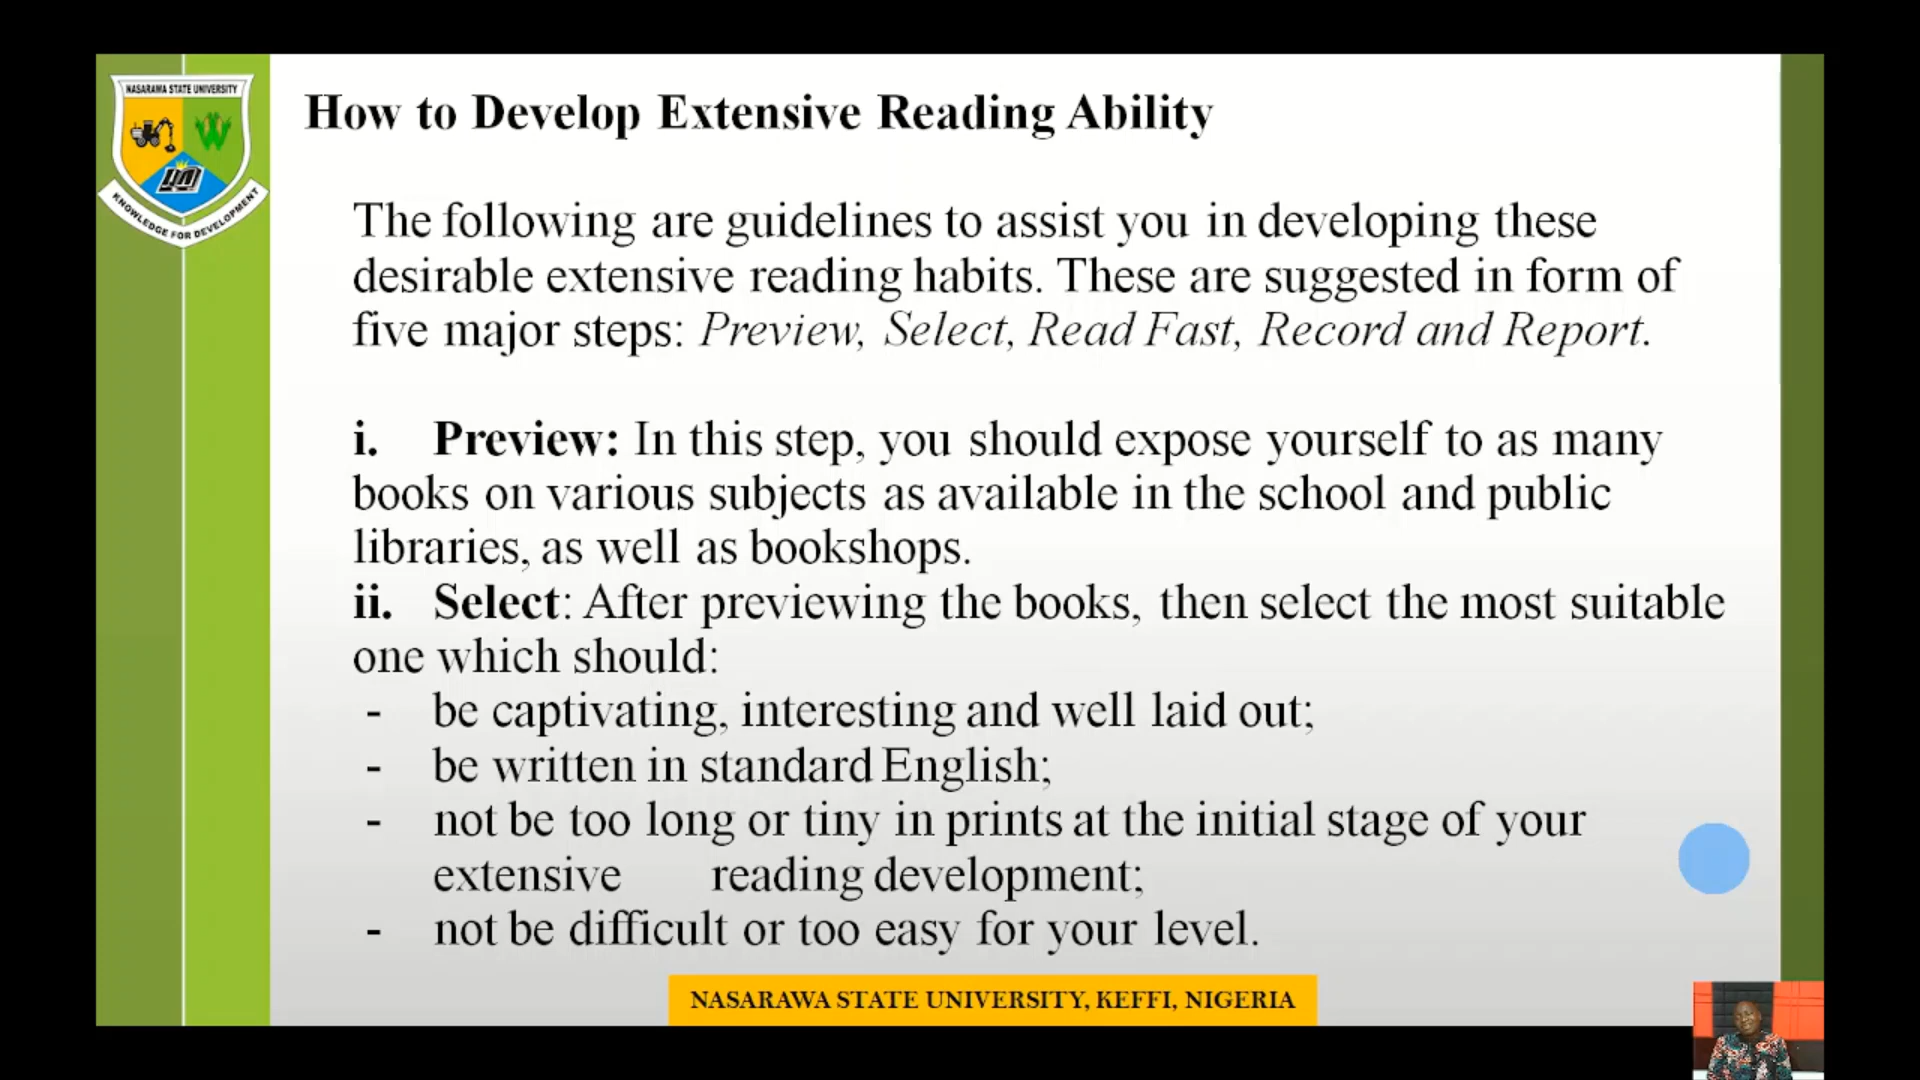 NASARAWA STATE UNIVERSITY
KNOWLEDGE FOR DEVELOPMENT
How to Develop Extensive Reading Ability
The following are guidelines to assist you in developing these
desirable extensive reading habits. These are suggested in form of
five major steps: Preview, Select, Read Fast, Record and Report.
i. Preview: In this step, you should expose yourself to as many
books on various subjects as available in the school and public
libraries, as well as bookshops.
ii. Select: After previewing the books, then select the most suitable
one which should:
- be captivating, interesting and well laid out;
- be written in standard English;
- not be too long or tiny in prints at the initial stage of your
extensive reading development;
- not be difficult or too easy for your level.
NASARAWA STATE UNIVERSITY, KEFFI, NIGERIA